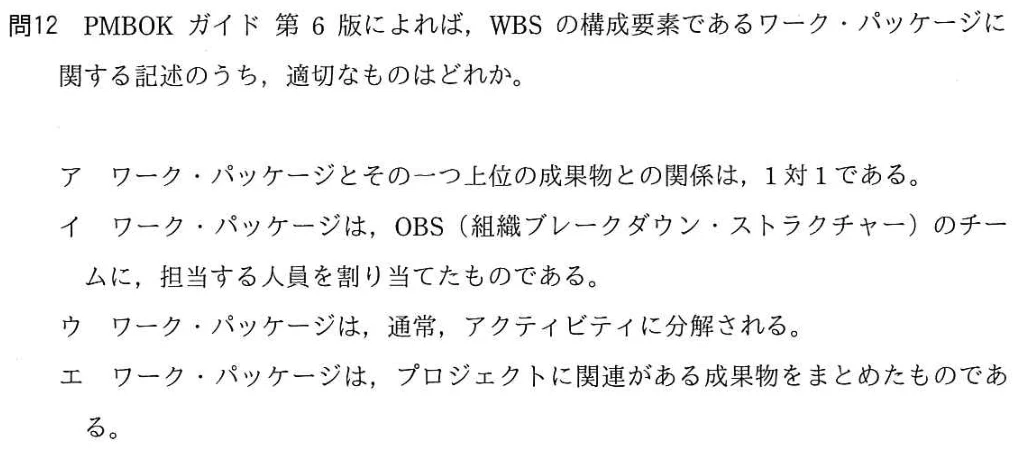 問12 PMBOK ガイド 第 6 版によれば，WBS の構成要素であるワーク・パッケージに
関する記述のうち，適切なものはどれか。
ア ワーク・パッケージとその一つ上位の成果物との関係は，1 対 1 である。
イ ワーク・パッケージは，OBS（組織ブレークダウン・ストラクチャー）のチー
ムに，担当する人員を割り当てたものである。
ウ ワーク・パッケージは，通常，アクティビティに分解される。
エ ワーク・パッケージは，プロジェクトに関連がある成果物をまとめたものであ
る。